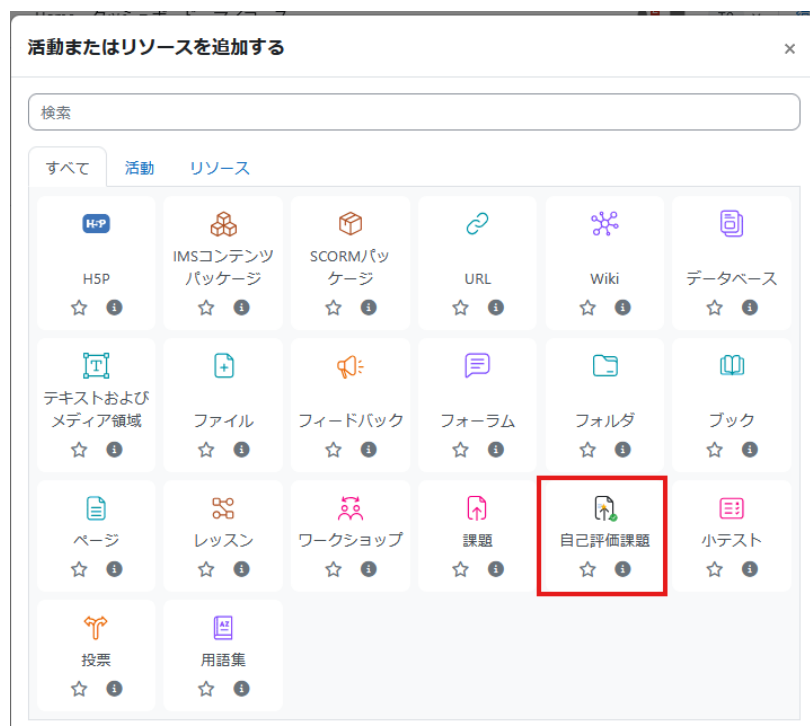 活動またはリソースを追加する
×
検索
すべて 活動 リソース
H5P
IMSコンテンツ
パッケージ
SCORMパッ
ケージ
URL
Wiki
データベース
テキストおよび
メディア領域
ファイル
フィードバック
フォーラム
フォルダ
ブック
ページ
レッスン
ワークショップ
課題
自己評価課題
小テスト
投票
用語集